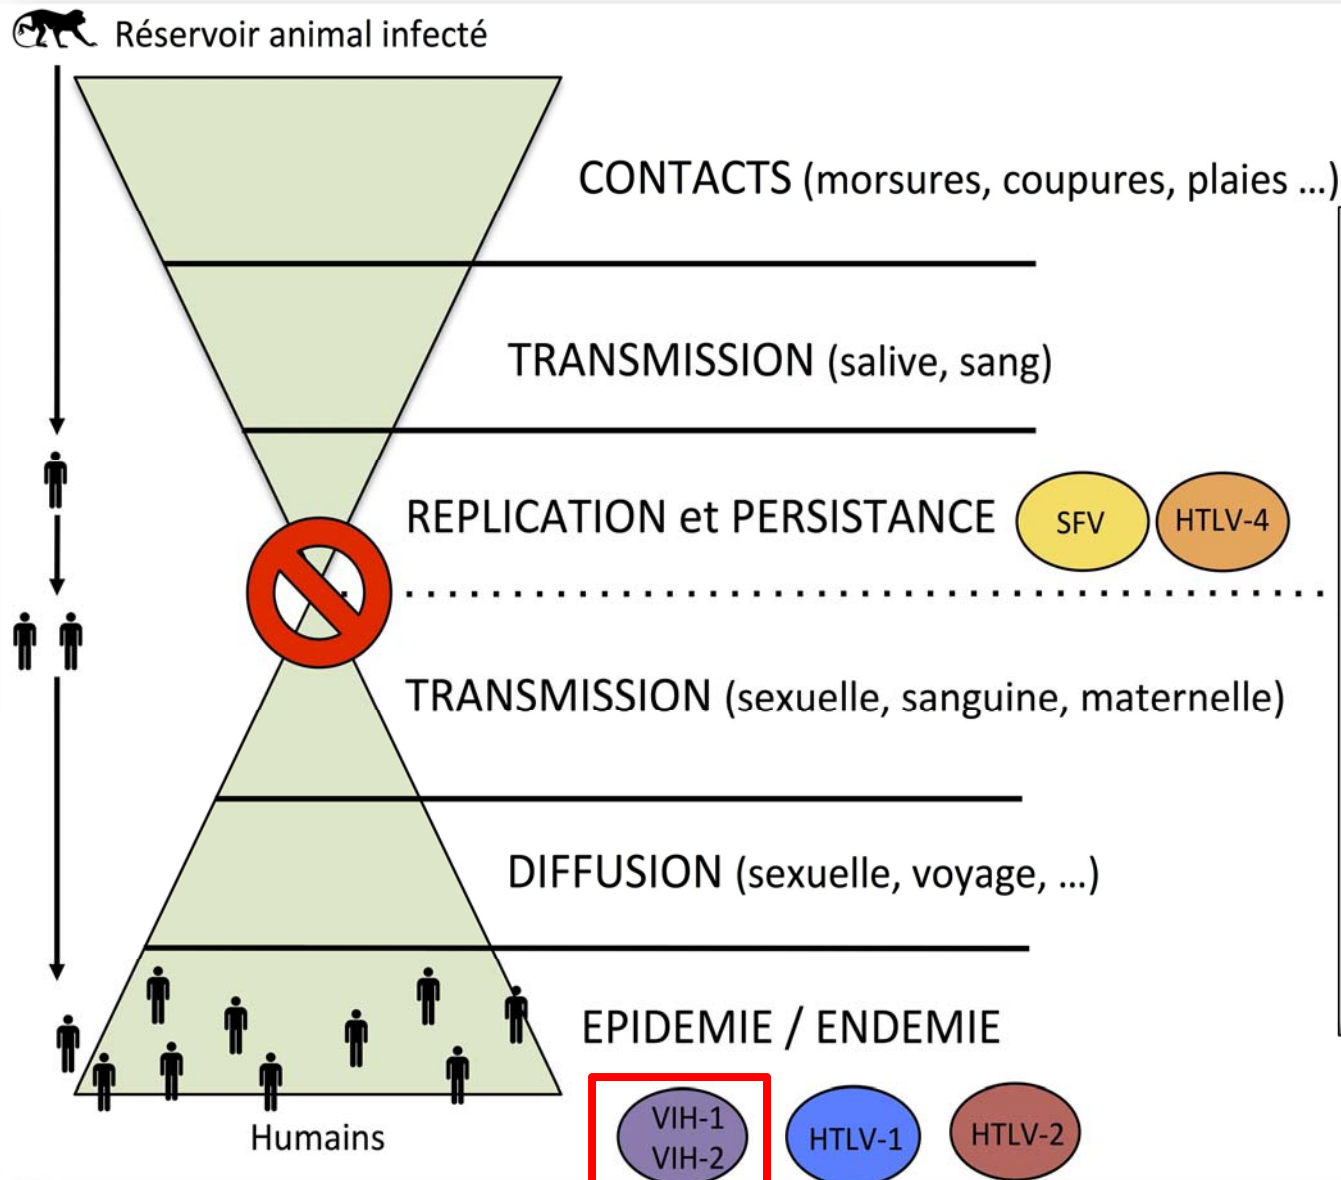 Réservoir animal infecté
CONTACTS (morsures, coupures, plaies ...)
TRANSMISSION (salive, sang)
REPLICATION et PERSISTANCE
SFV
HTLV-4
TRANSMISSION (sexuelle, sanguine, maternelle)
DIFFUSION (sexuelle, voyage, ...)
EPIDEMIE / ENDEMIE
Humains
VIH-1
VIH-2
HTLV-1
HTLV-2